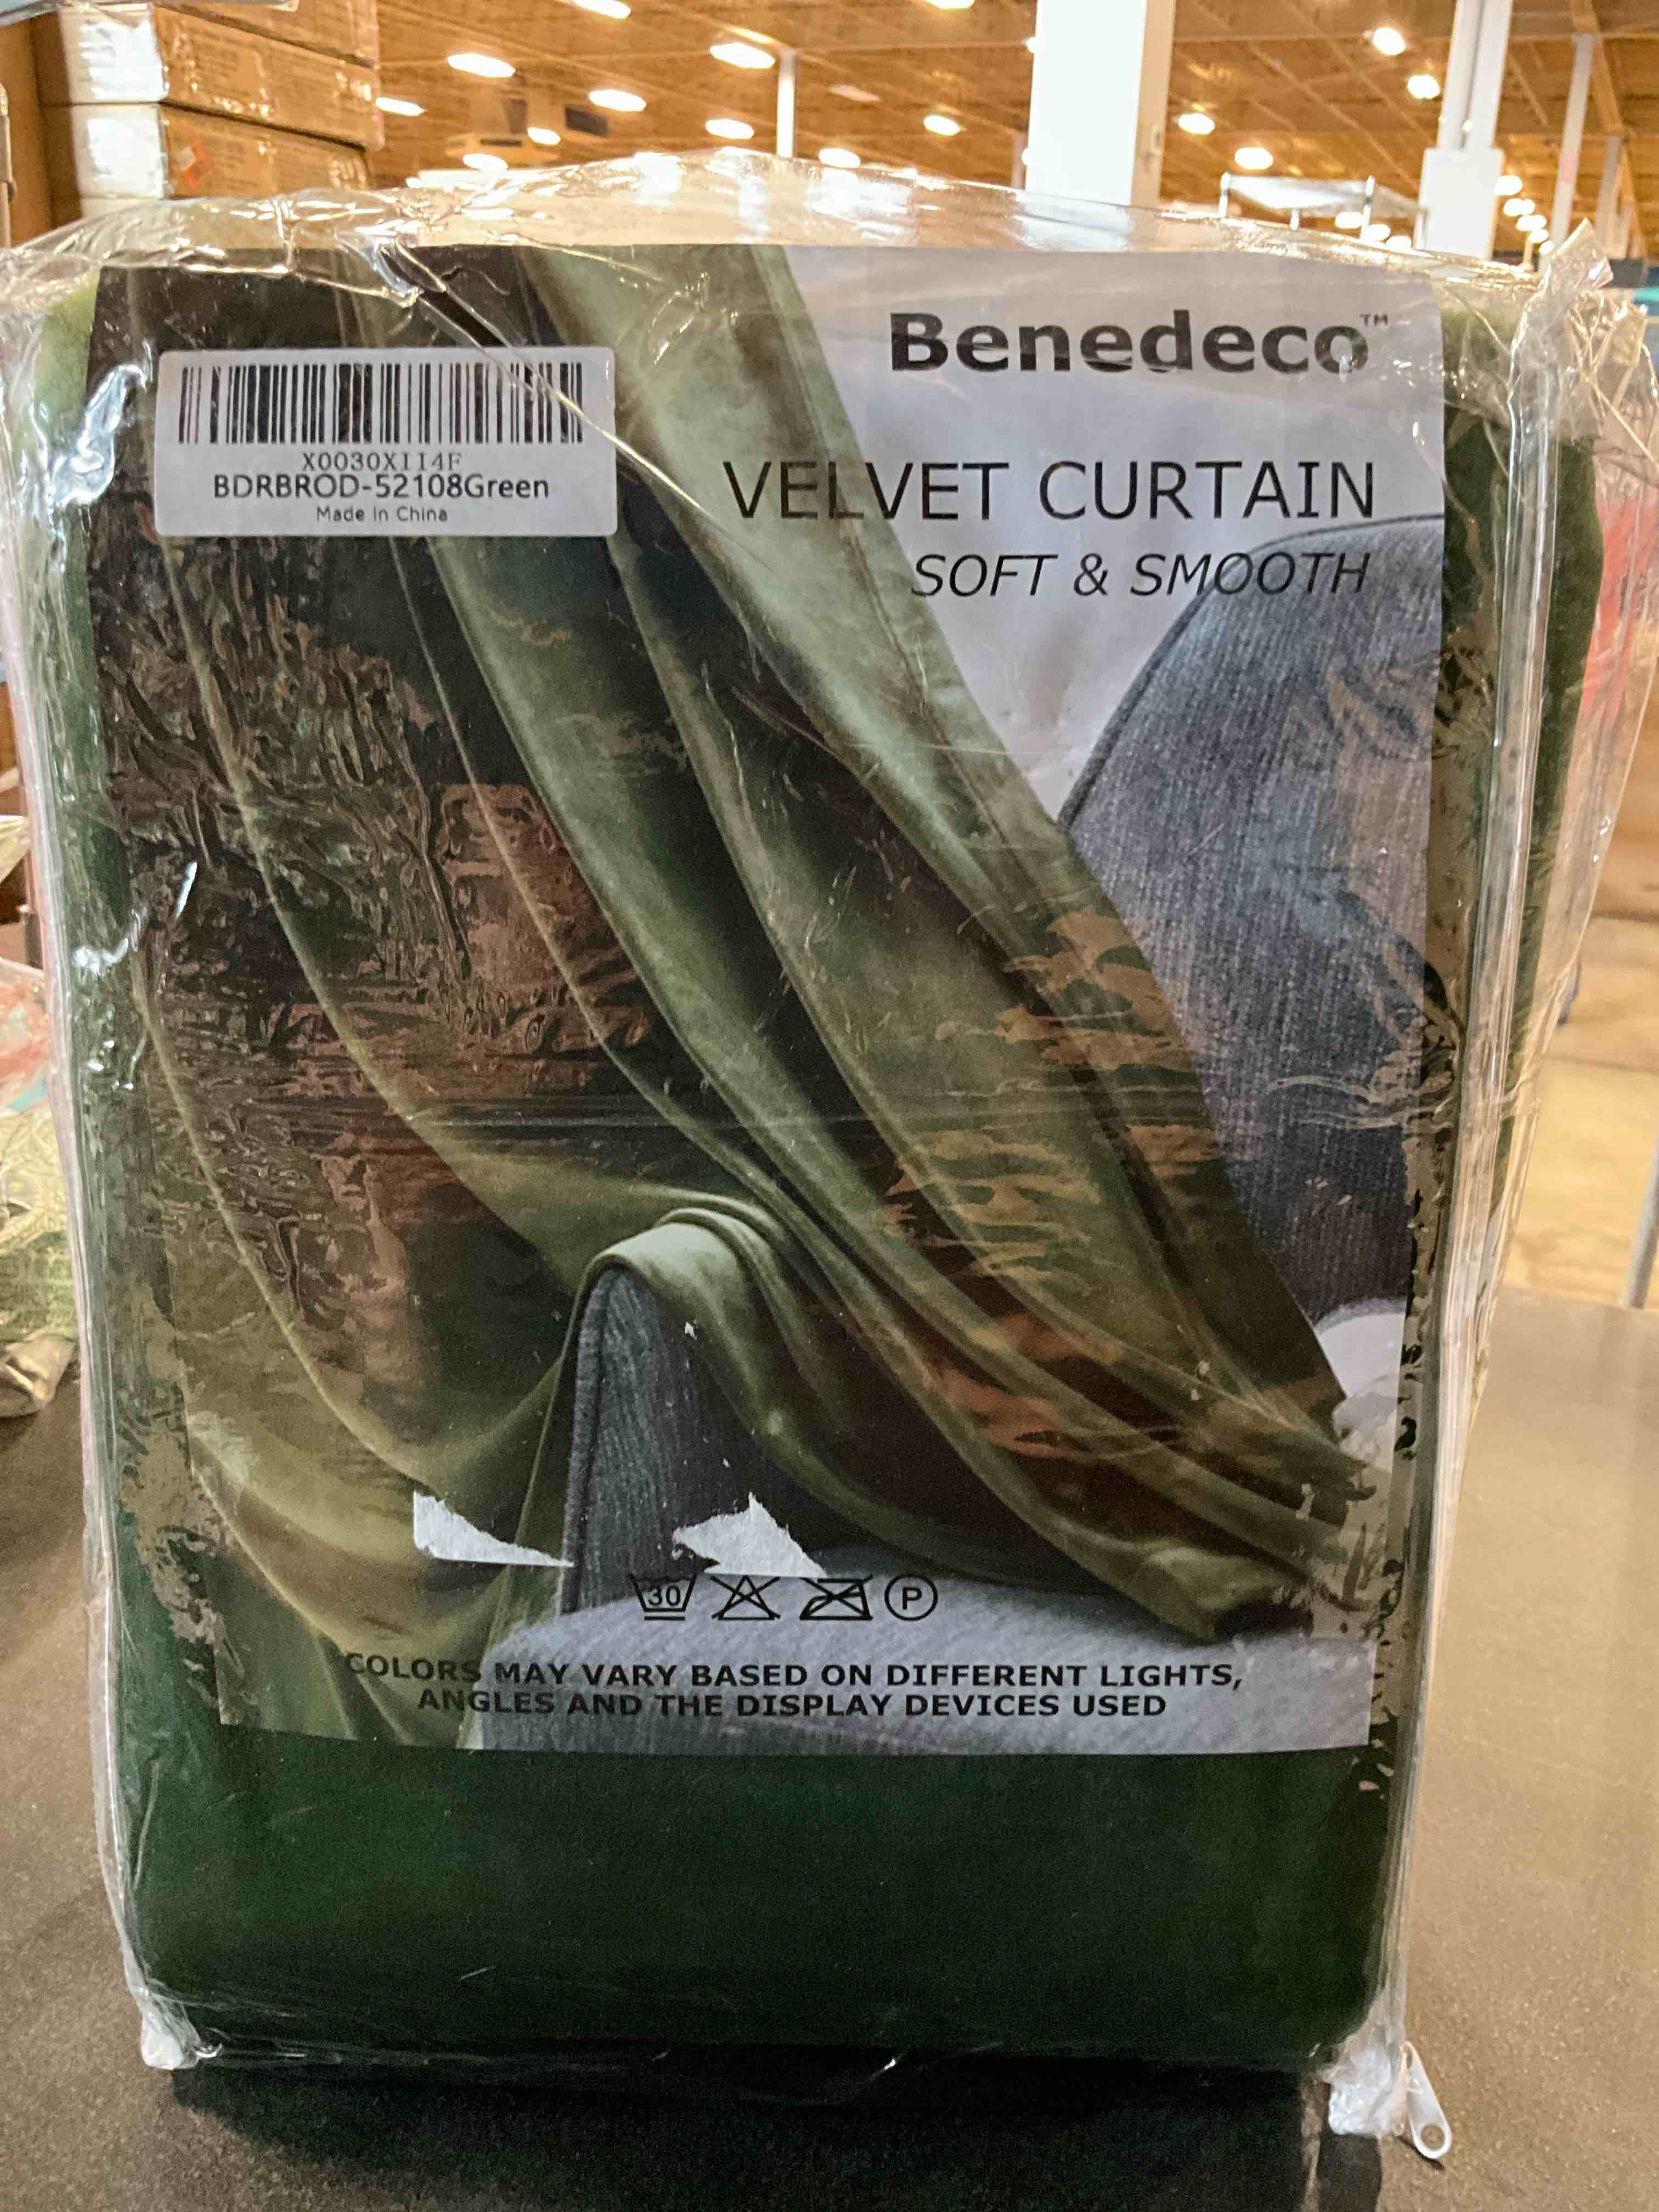 Benedeco™
X0030XII4F
BDRBROD-52108Green
Made in China
VELVET CURTAIN
SOFT & SMOOTH
30
P
COLORS MAY VARY BASED ON DIFFERENT LIGHTS,
ANGLES AND THE DISPLAY DEVICES USED